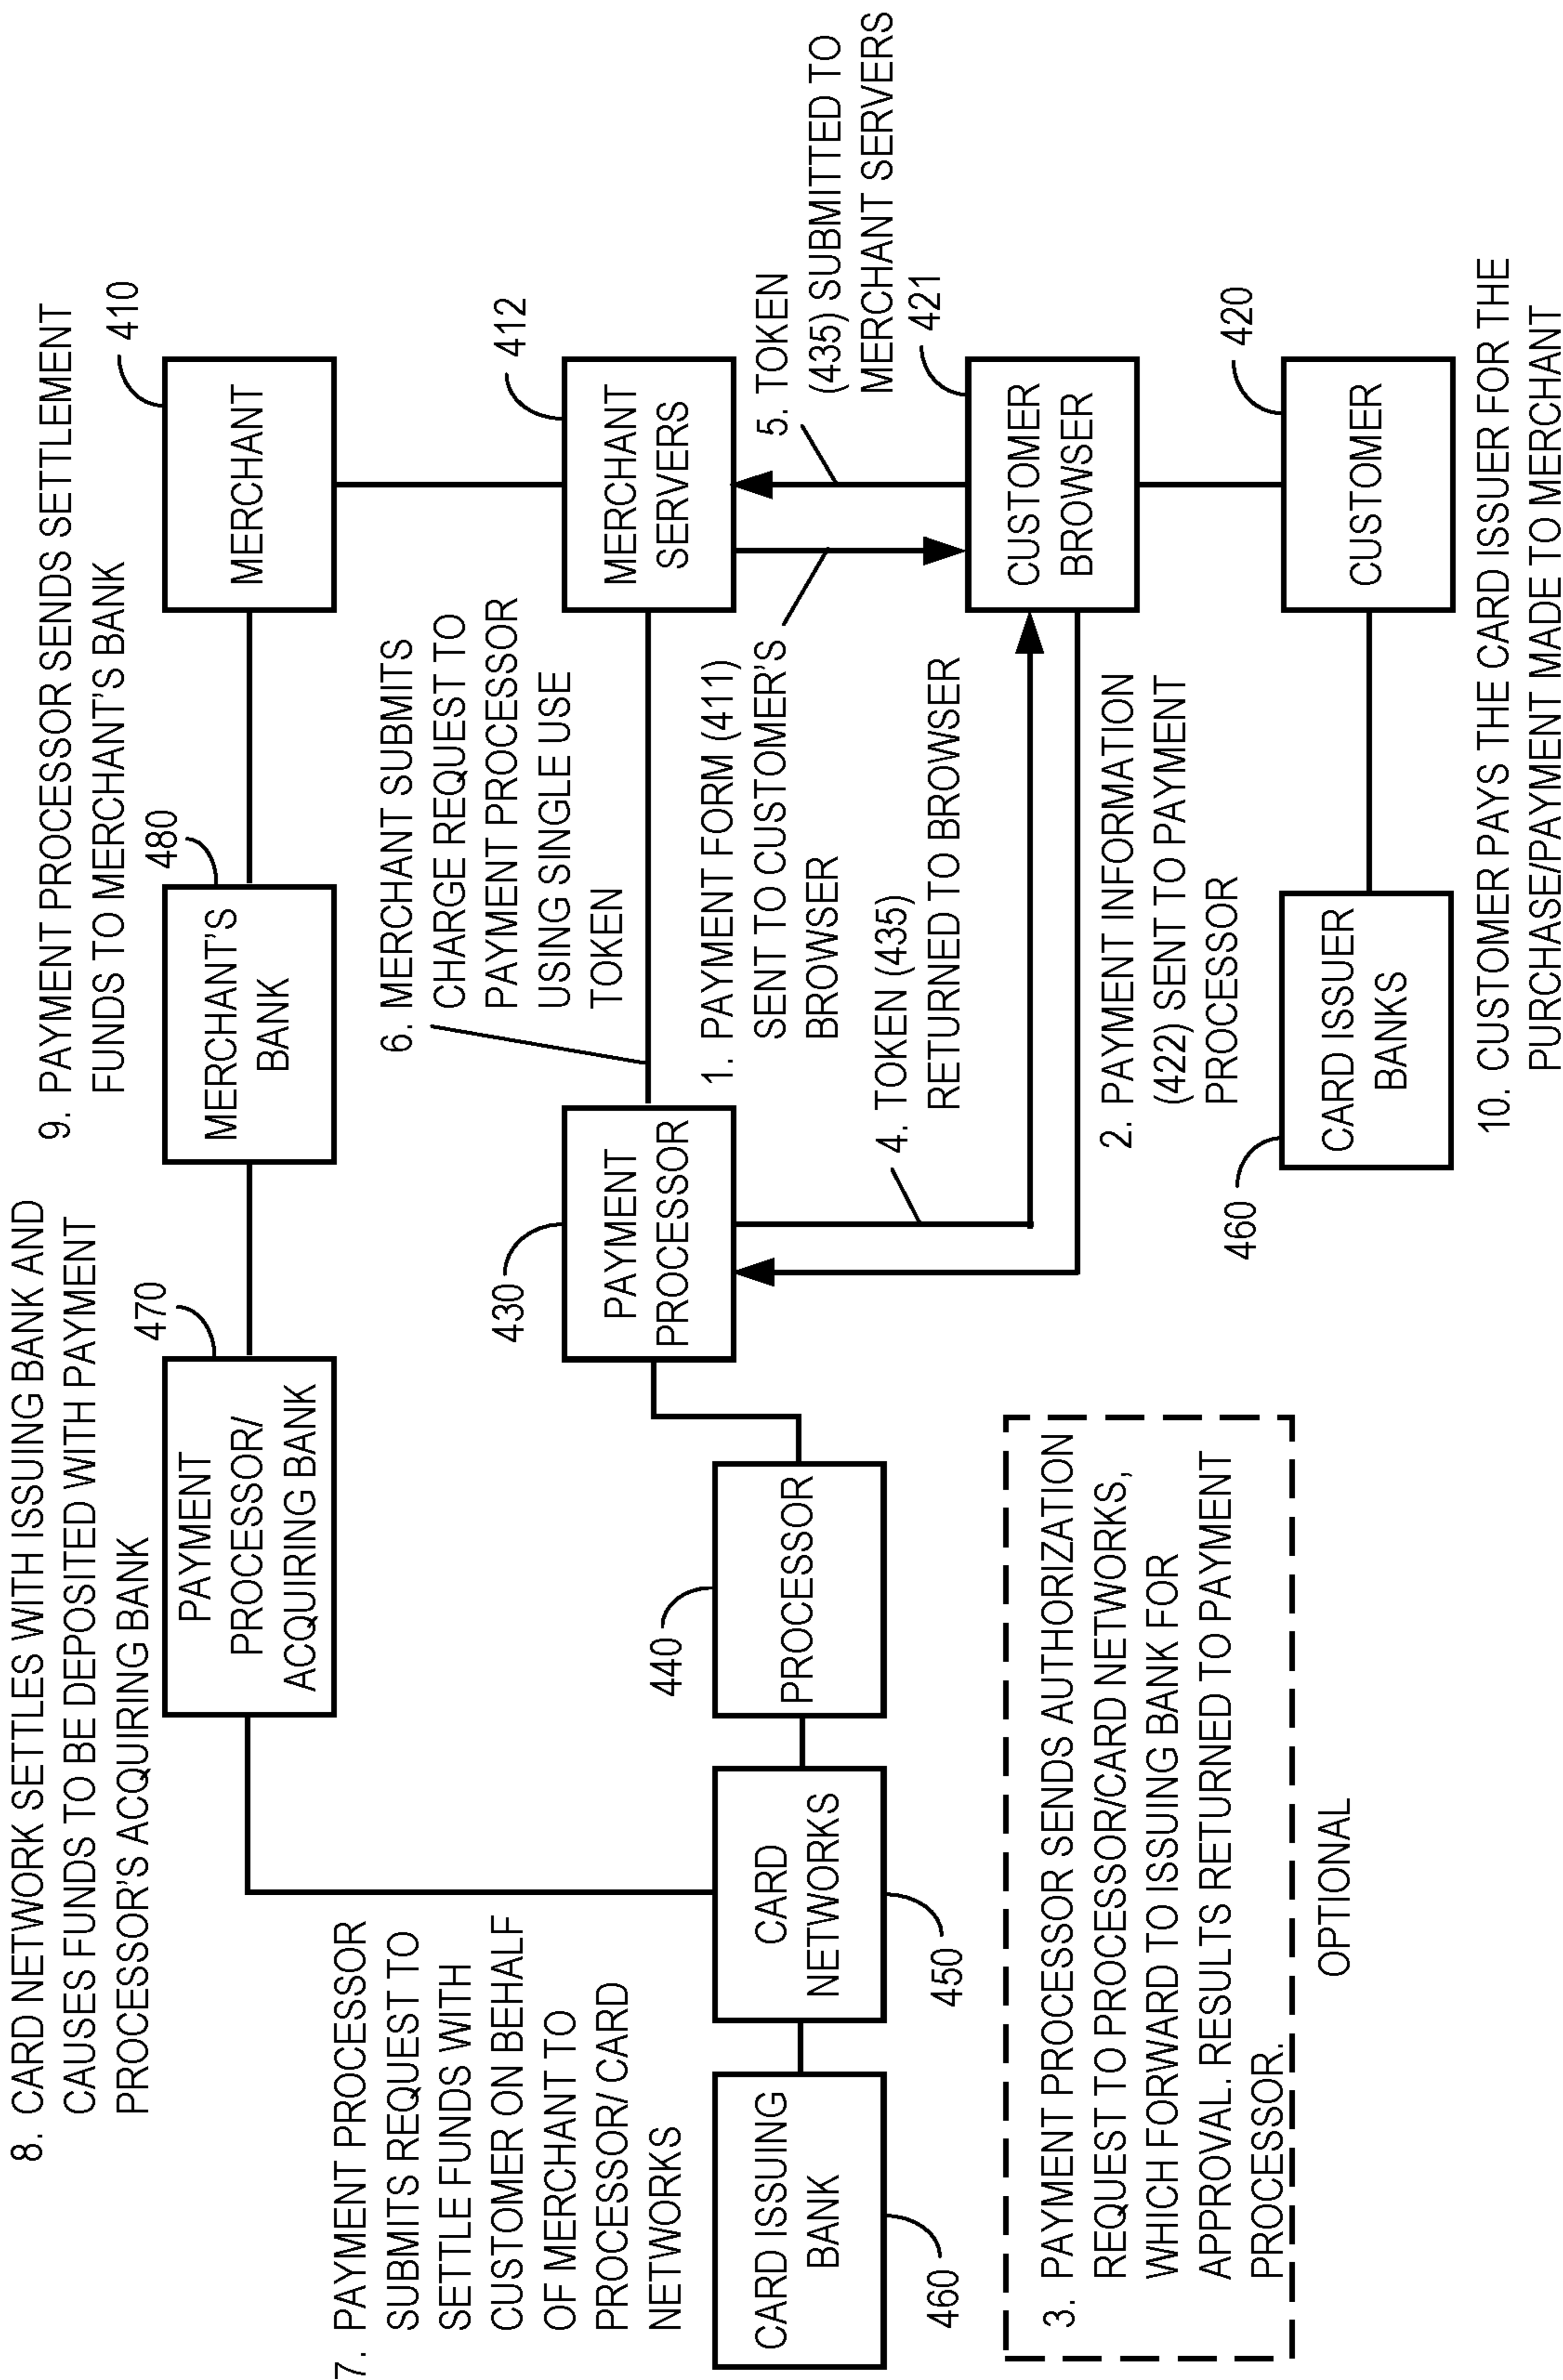 8. CARD NETWORK SETTLES WITH ISSUING BANK AND
CAUSES FUNDS TO BE DEPOSITED WITH PAYMENT
PROCESSOR'S ACQUIRING BANK
9. PAYMENT PROCESSOR SENDS SETTLEMENT
FUNDS TO MERCHANT'S BANK
470
PAYMENT
PROCESSOR/
ACQUIRING BANK
480
MERCHANT'S
BANK
410
MERCHANT
7. PAYMENT PROCESSOR
SUBMITS REQUEST TO
SETTLE FUNDS WITH
CUSTOMER ON BEHALF
OF MERCHANT TO
PROCESSOR/ CARD
NETWORKS
6. MERCHANT SUBMITS
CHARGE REQUEST TO
PAYMENT PROCESSOR
USING SINGLE USE
TOKEN
430
PAYMENT
PROCESSOR
412
MERCHANT
SERVERS
1. PAYMENT FORM (411)
SENT TO CUSTOMER'S
BROWSER
5. TOKEN
(435) SUBMITTED TO
MERCHANT SERVERS
CARD ISSUING
BANK
460
CARD
NETWORKS
450
440
PROCESSOR
4. TOKEN (435)
RETURNED TO BROWSER
421
CUSTOMER
BROWSER
2. PAYMENT INFORMATION
(422) SENT TO PAYMENT
PROCESSOR
3. PAYMENT PROCESSOR SENDS AUTHORIZATION
REQUEST TO PROCESSOR/CARD NETWORKS,
WHICH FORWARD TO ISSUING BANK FOR
APPROVAL. RESULTS RETURNED TO PAYMENT
PROCESSOR.
OPTIONAL
460
CARD ISSUER
BANKS
420
CUSTOMER
10. CUSTOMER PAYS THE CARD ISSUER FOR THE
PURCHASE/PAYMENT MADE TO MERCHANT